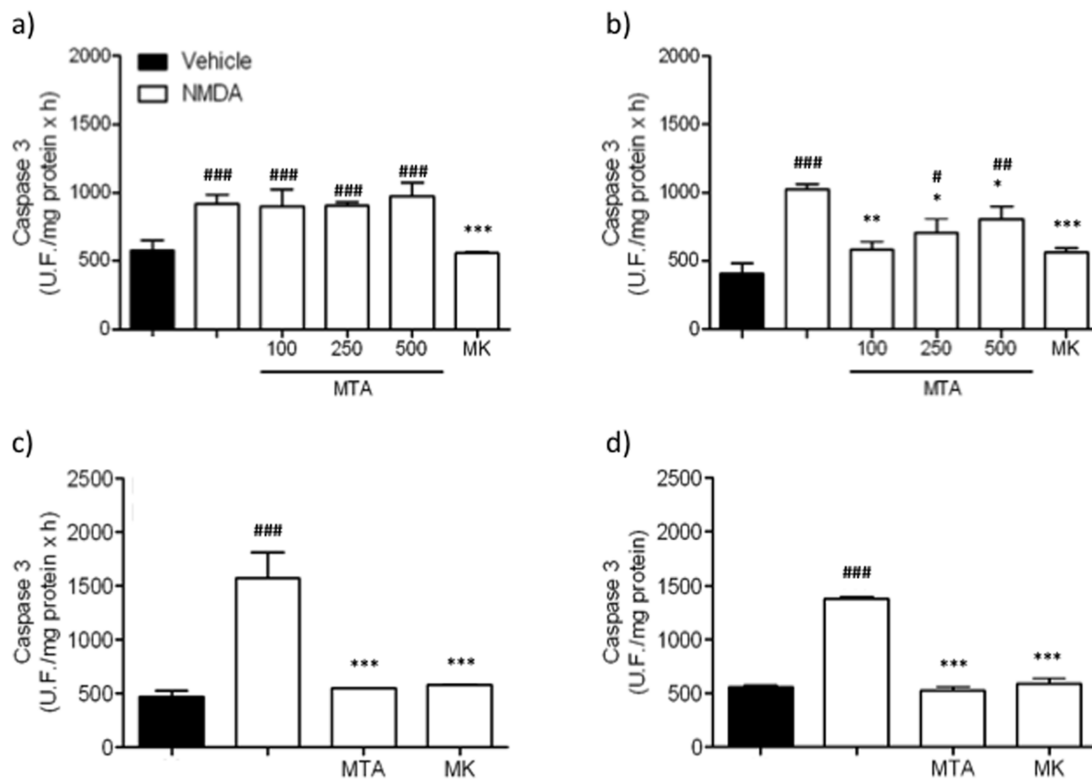 a)
2000
1500
1000
500
0
Caspase 3
(U.F./mg protein x h)
Vehicle
NMDA
### ### ### ### ***
100 250 500 MK
MTA
b)
2000
1500
1000
500
0
Caspase 3
(U.F./mg protein x h)
### ** # * ## * ***
100 250 500 MK
MTA
c)
2500
2000
1500
1000
500
0
Caspase 3
(U.F./mg protein x h)
### *** ***
MTA MK
d)
2500
2000
1500
1000
500
0
Caspase 3
(U.F./mg protein)
### *** ***
MTA MK